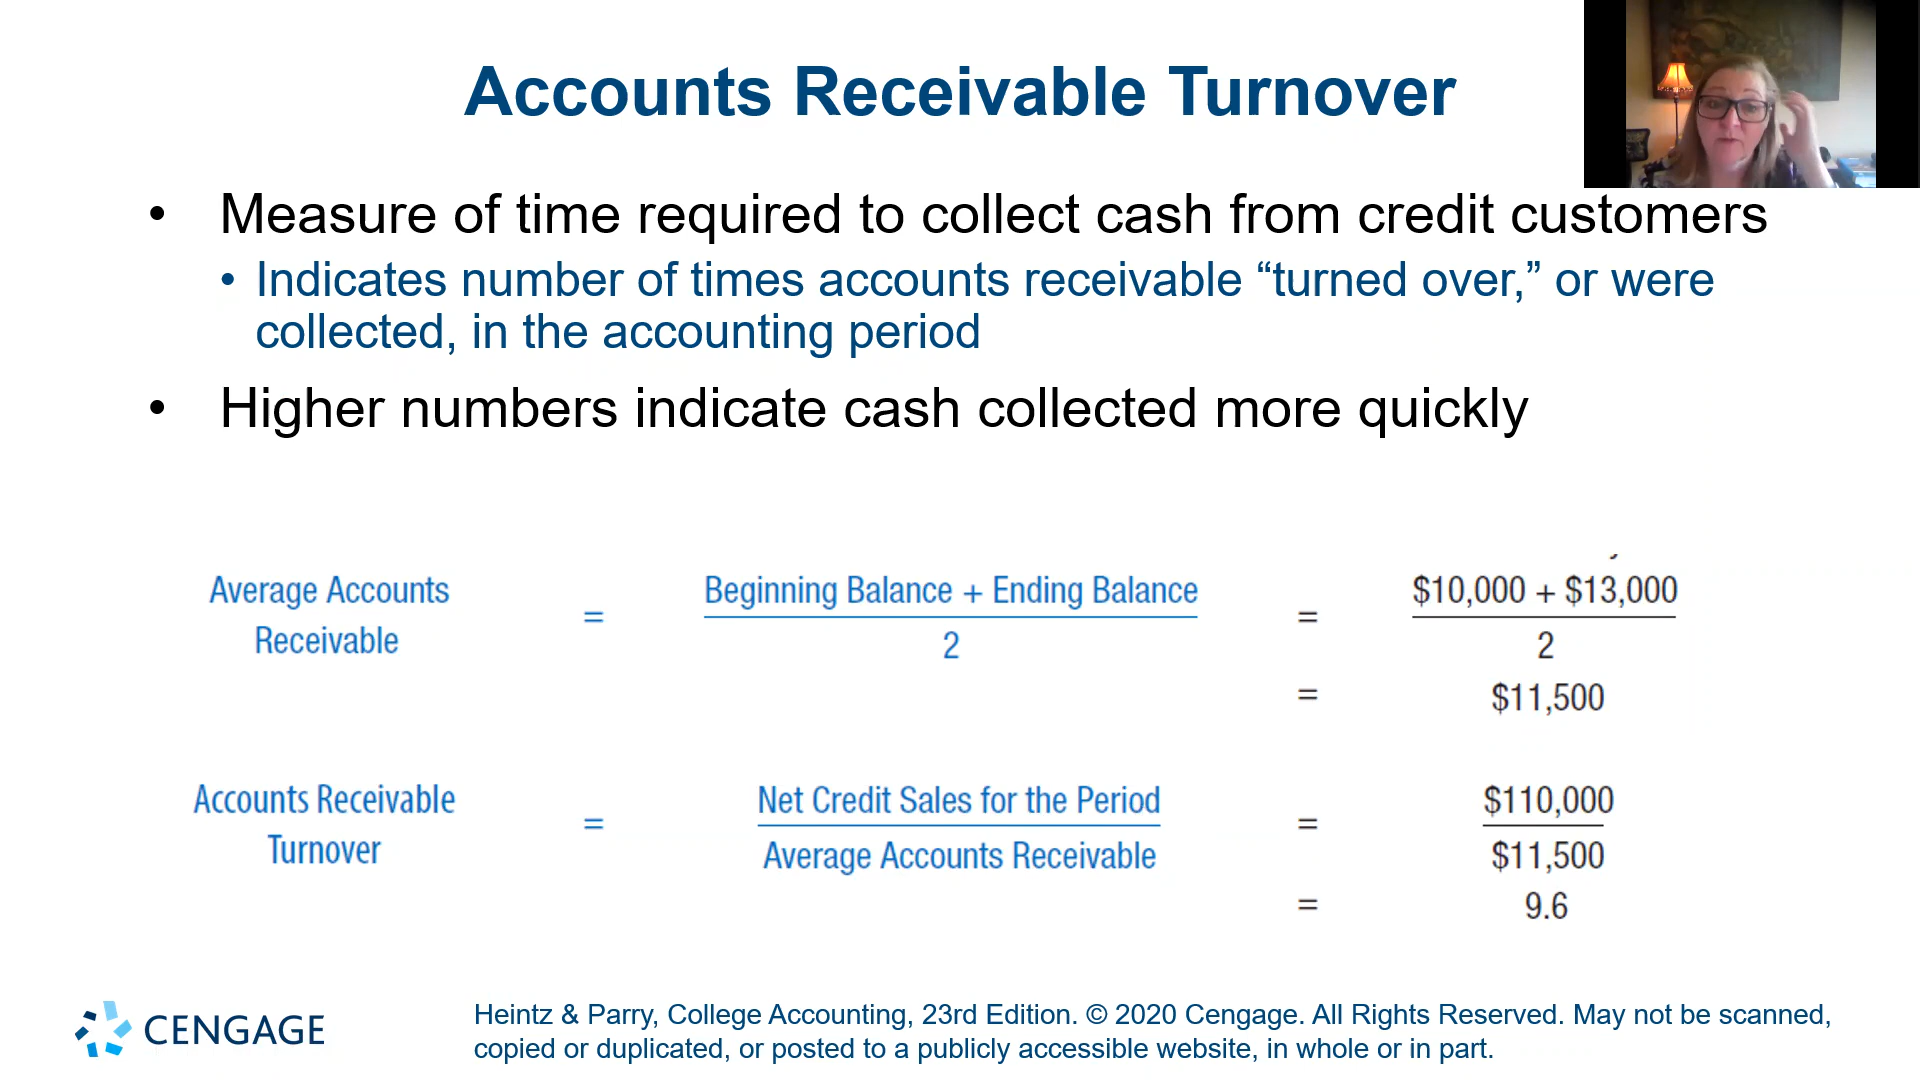 Accounts Receivable Turnover
• Measure of time required to collect cash from credit customers
• Indicates number of times accounts receivable “turned over,” or were
collected, in the accounting period
• Higher numbers indicate cash collected more quickly
Average Accounts
Receivable
=
Beginning Balance + Ending Balance
2
=
$10,000 + $13,000
2
=
$11,500
Accounts Receivable
Turnover
=
Net Credit Sales for the Period
Average Accounts Receivable
=
$110,000
$11,500
=
9.6
CENGAGE
Heintz & Parry, College Accounting, 23rd Edition. © 2020 Cengage. All Rights Reserved. May not be scanned,
copied or duplicated, or posted to a publicly accessible website, in whole or in part.